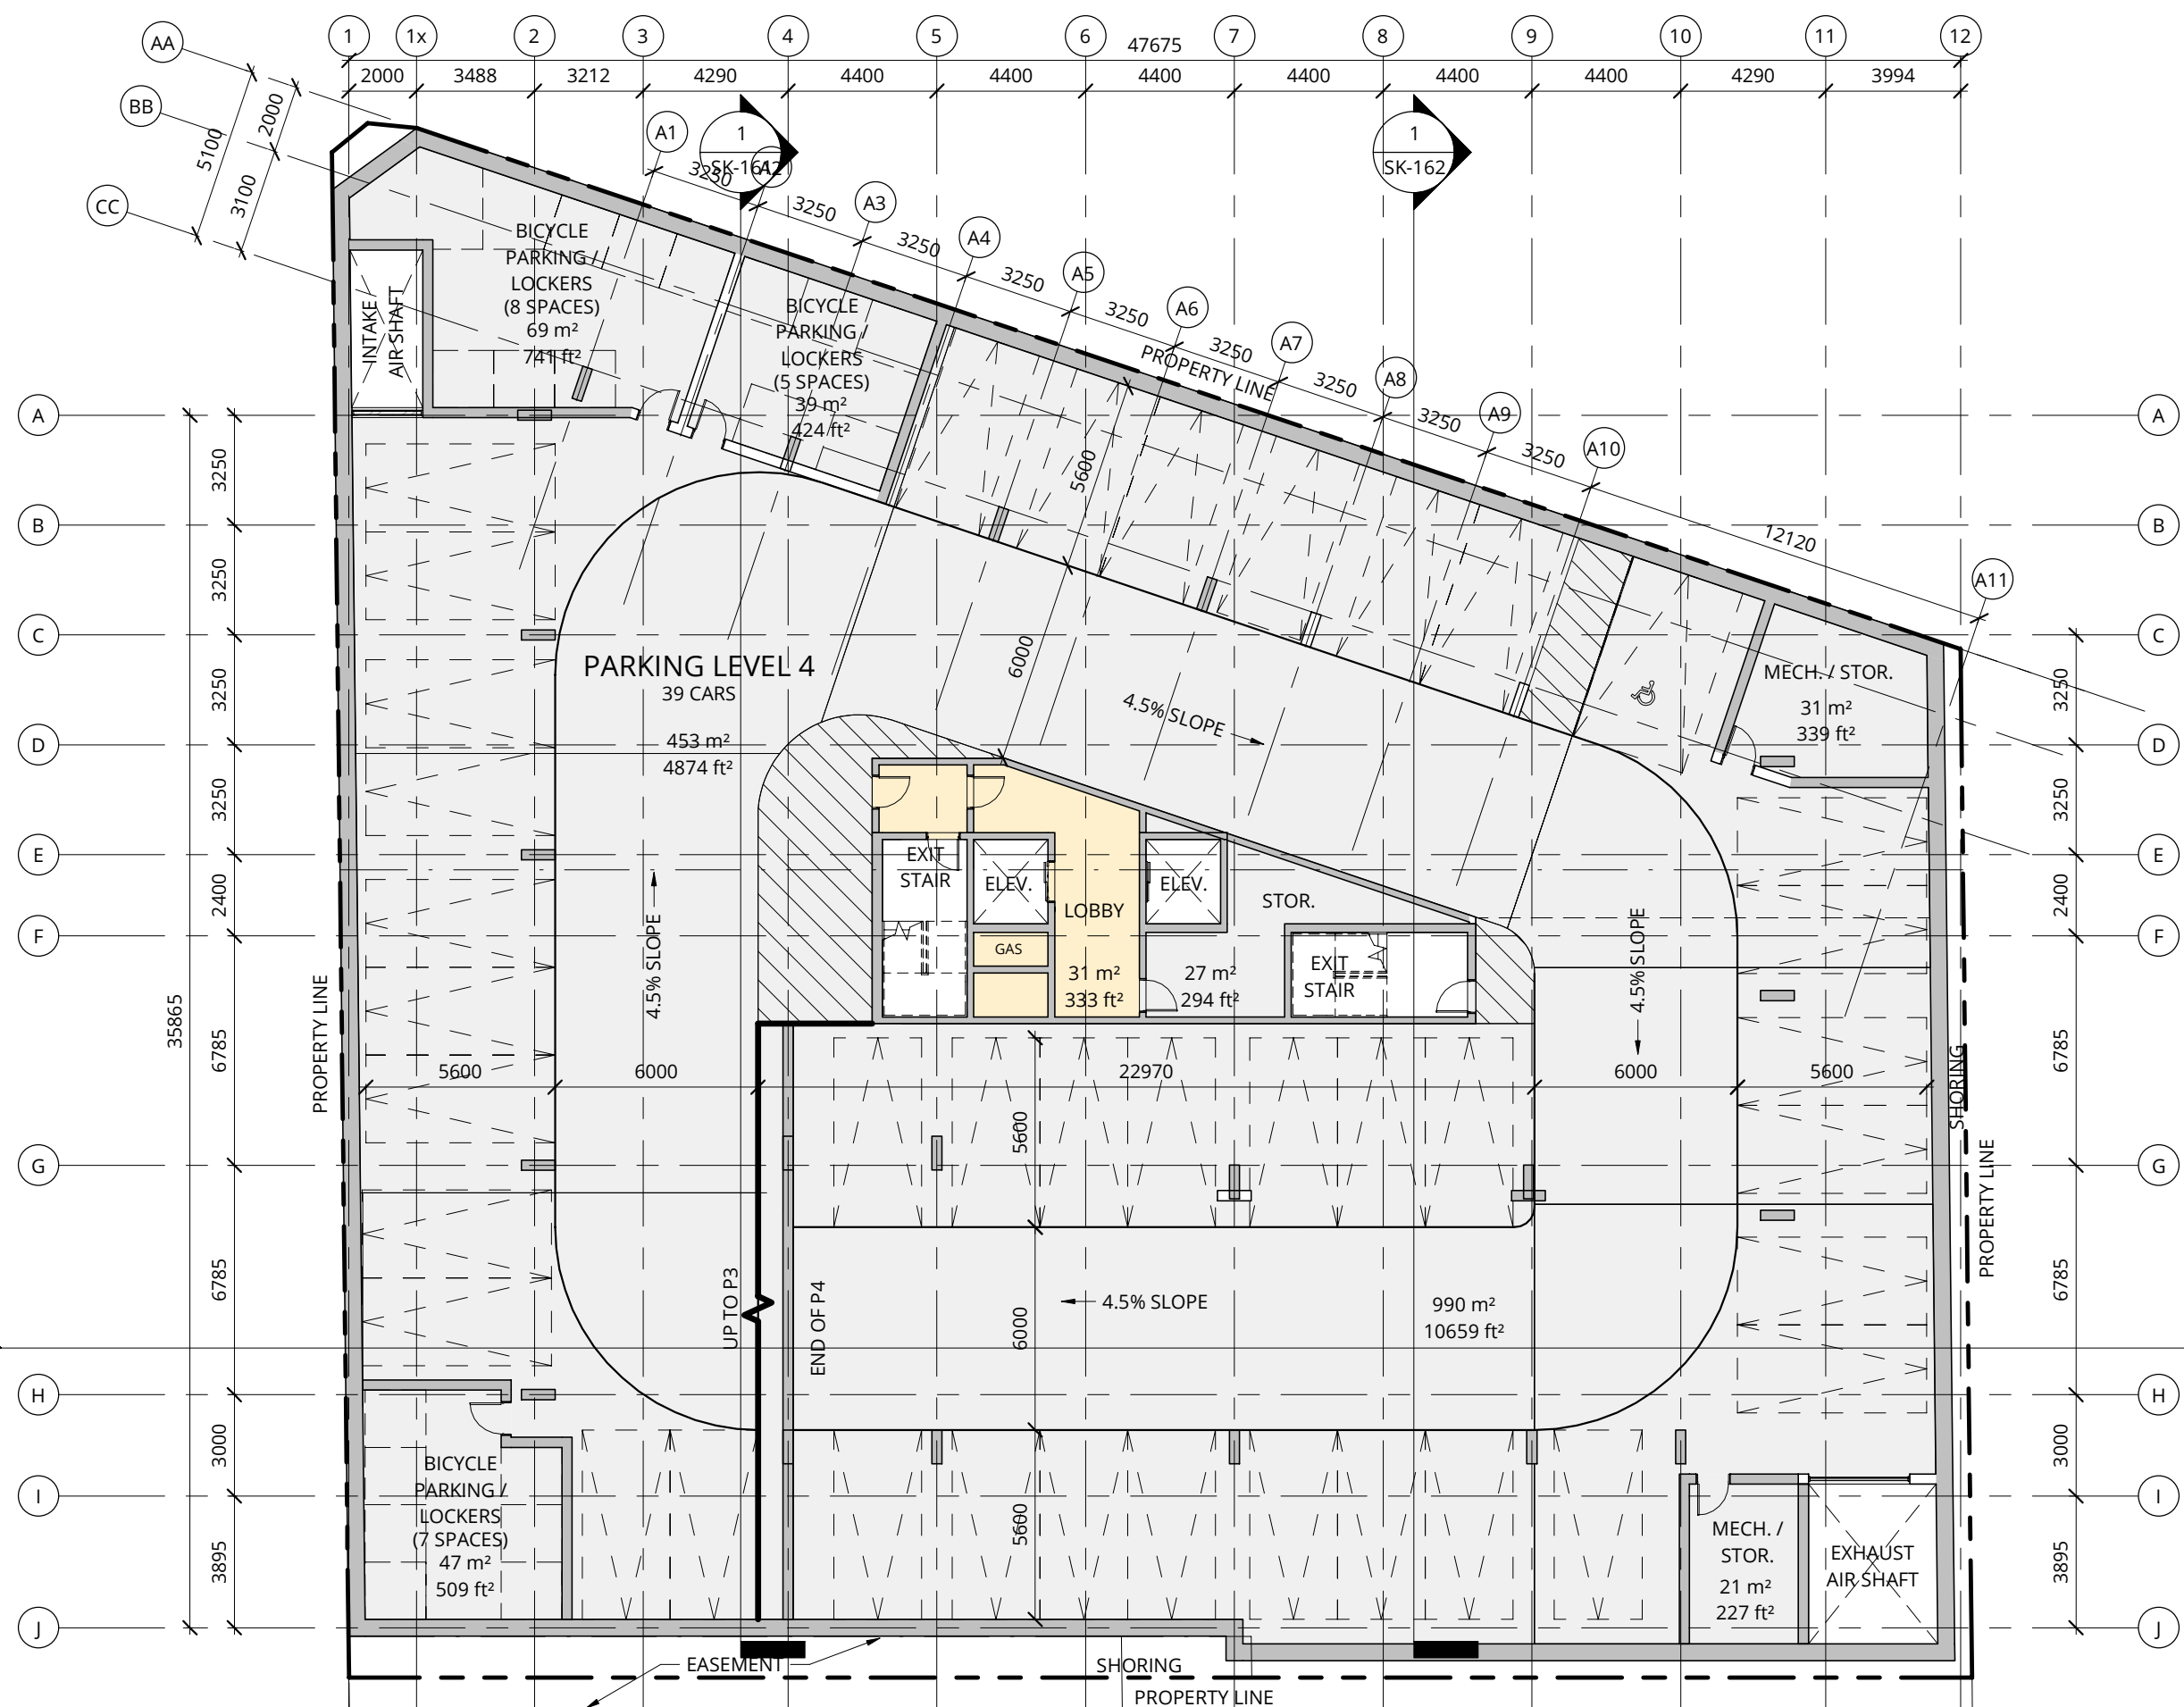 1
1x
2
3
4
5
6
7
8
9
10
11
12
47675
2000
3488
3212
4290
4400
4400
4400
4400
4400
4400
4290
3994
AA
BB
CC
5100
2000
3100
A1
A2
A3
A4
A5
A6
A7
A8
A9
A10
A11
3250
3250
3250
3250
3250
3250
3250
3250
3250
12120
1
SK-161
1
SK-162
PROPERTY LINE
BICYCLE
PARKING /
LOCKERS
(8 SPACES)
69 m²
741 ft²
INTAKE
AIR SHAFT
BICYCLE
PARKING /
LOCKERS
(5 SPACES)
39 m²
424 ft²
A
B
C
D
E
F
G
H
I
J
A
B
C
D
E
F
G
H
I
J
35865
3250
3250
3250
3250
2400
6785
6785
3000
3895
3250
3250
2400
6785
6785
3000
3895
5600
6000
PARKING LEVEL 4
39 CARS
453 m²
4874 ft²
4.5% SLOPE
MECH. / STOR.
31 m²
339 ft²
EXIT
STAIR
ELEV.
GAS
LOBBY
31 m²
333 ft²
ELEV.
STOR.
27 m²
294 ft²
EXIT
STAIR
4.5% SLOPE
4.5% SLOPE
PROPERTY LINE
5600
6000
22970
6000
5600
SHORING
PROPERTY LINE
5600
6000
5600
UP TO P3
END OF P4
4.5% SLOPE
990 m²
10659 ft²
BICYCLE
PARKING /
LOCKERS
(7 SPACES)
47 m²
509 ft²
MECH. /
STOR.
21 m²
227 ft²
EXHAUST
AIR SHAFT
EASEMENT
SHORING
PROPERTY LINE